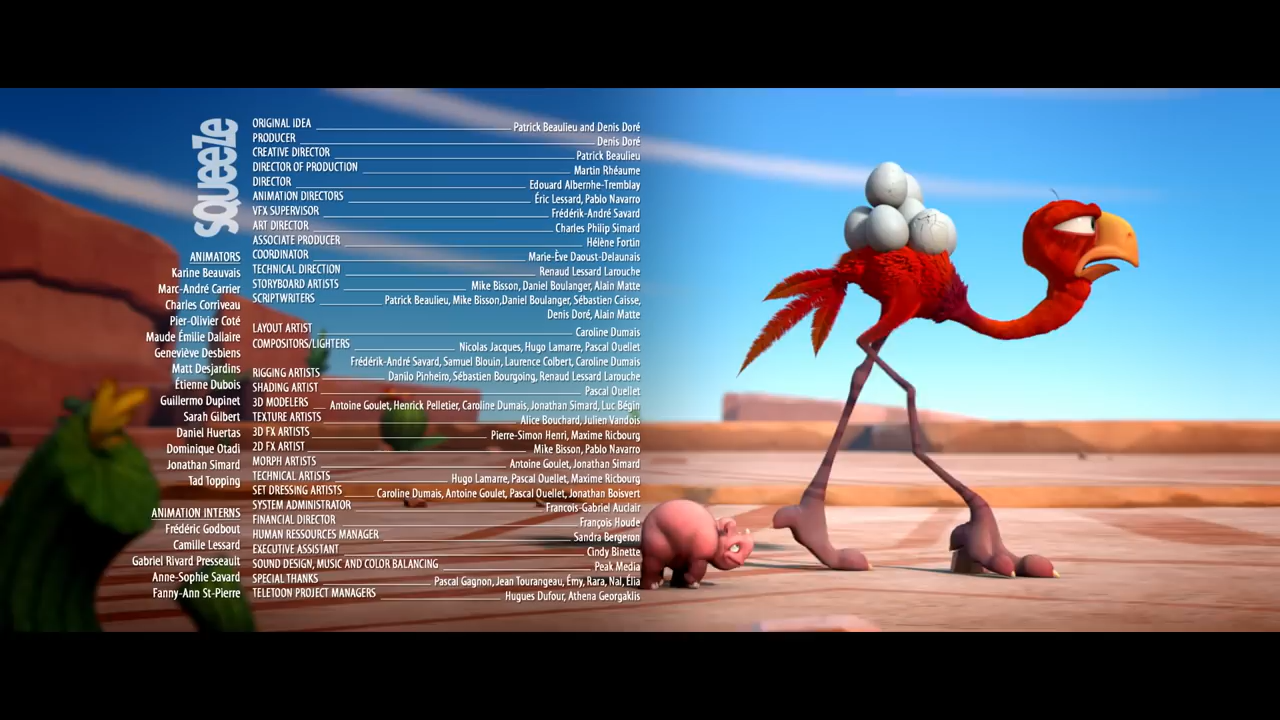 squeeze
ANIMATORS
Karine Beauvais
Marc-André Carrier
Charles Corriveau
Pier-Olivier Coté
Maude Émilie Dallaire
Geneviève Desbiens
Matt Desjardins
Étienne Dubois
Guillermo Dupinet
Sarah Gilbert
Daniel Huertas
Dominique Otadi
Jonathan Simard
Tad Topping
ANIMATION INTERNS
Frédéric Godbout
Camille Lessard
Gabriel Rivard Presseault
Anne-Sophie Savard
Fanny-Ann St-Pierre
ORIGINAL IDEA Patrick Beaulieu and Denis Doré
PRODUCER Denis Doré
CREATIVE DIRECTOR Patrick Beaulieu
DIRECTOR OF PRODUCTION Martin Rhéaume
DIRECTOR Edouard Albernhe-Tremblay
ANIMATION DIRECTORS Éric Lessard, Pablo Navarro
VFX SUPERVISOR Frédérik-André Savard
ART DIRECTOR Charles Philip Simard
ASSOCIATE PRODUCER Hélène Fortin
COORDINATOR Marie-Ève Daoust-Delaunais
TECHNICAL DIRECTION Renaud Lessard Larouche
STORYBOARD ARTISTS Mike Bisson, Daniel Boulanger, Alain Matte
SCRIPTWRITERS Patrick Beaulieu, Mike Bisson,Daniel Boulanger, Sébastien Caisse,
Denis Doré, Alain Matte
LAYOUT ARTIST Caroline Dumais
COMPOSITORS/LIGHTERS Nicolas Jacques, Hugo Lamarre, Pascal Ouellet
Frédérik-André Savard, Samuel Blouin, Laurence Colbert, Caroline Dumais
RIGGING ARTISTS Danilo Pinheiro, Sébastien Bourgoing, Renaud Lessard Larouche
SHADING ARTIST Pascal Ouellet
3D MODELERS Antoine Goulet, Henrick Pelletier, Caroline Dumais, Jonathan Simard, Luc Bégin
TEXTURE ARTISTS Alice Bouchard, Julien Vandois
3D FX ARTISTS Pierre-Simon Henri, Maxime Ricbourg
2D FX ARTIST Mike Bisson, Pablo Navarro
MORPH ARTISTS Antoine Goulet, Jonathan Simard
TECHNICAL ARTISTS Hugo Lamarre, Pascal Ouellet, Maxime Ricbourg
SET DRESSING ARTISTS Caroline Dumais, Antoine Goulet, Pascal Ouellet, Jonathan Boisvert
SYSTEM ADMINISTRATOR Francois-Gabriel Auclair
FINANCIAL DIRECTOR François Houde
HUMAN RESSOURCES MANAGER Sandra Bergeron
EXECUTIVE ASSISTANT Cindy Binette
SOUND DESIGN, MUSIC AND COLOR BALANCING Peak Media
SPECIAL THANKS Pascal Gagnon, Jean Tourangeau, Émy, Rara, Nal, Élia
TELETOON PROJECT MANAGERS Hugues Dufour, Athena Georgaklis